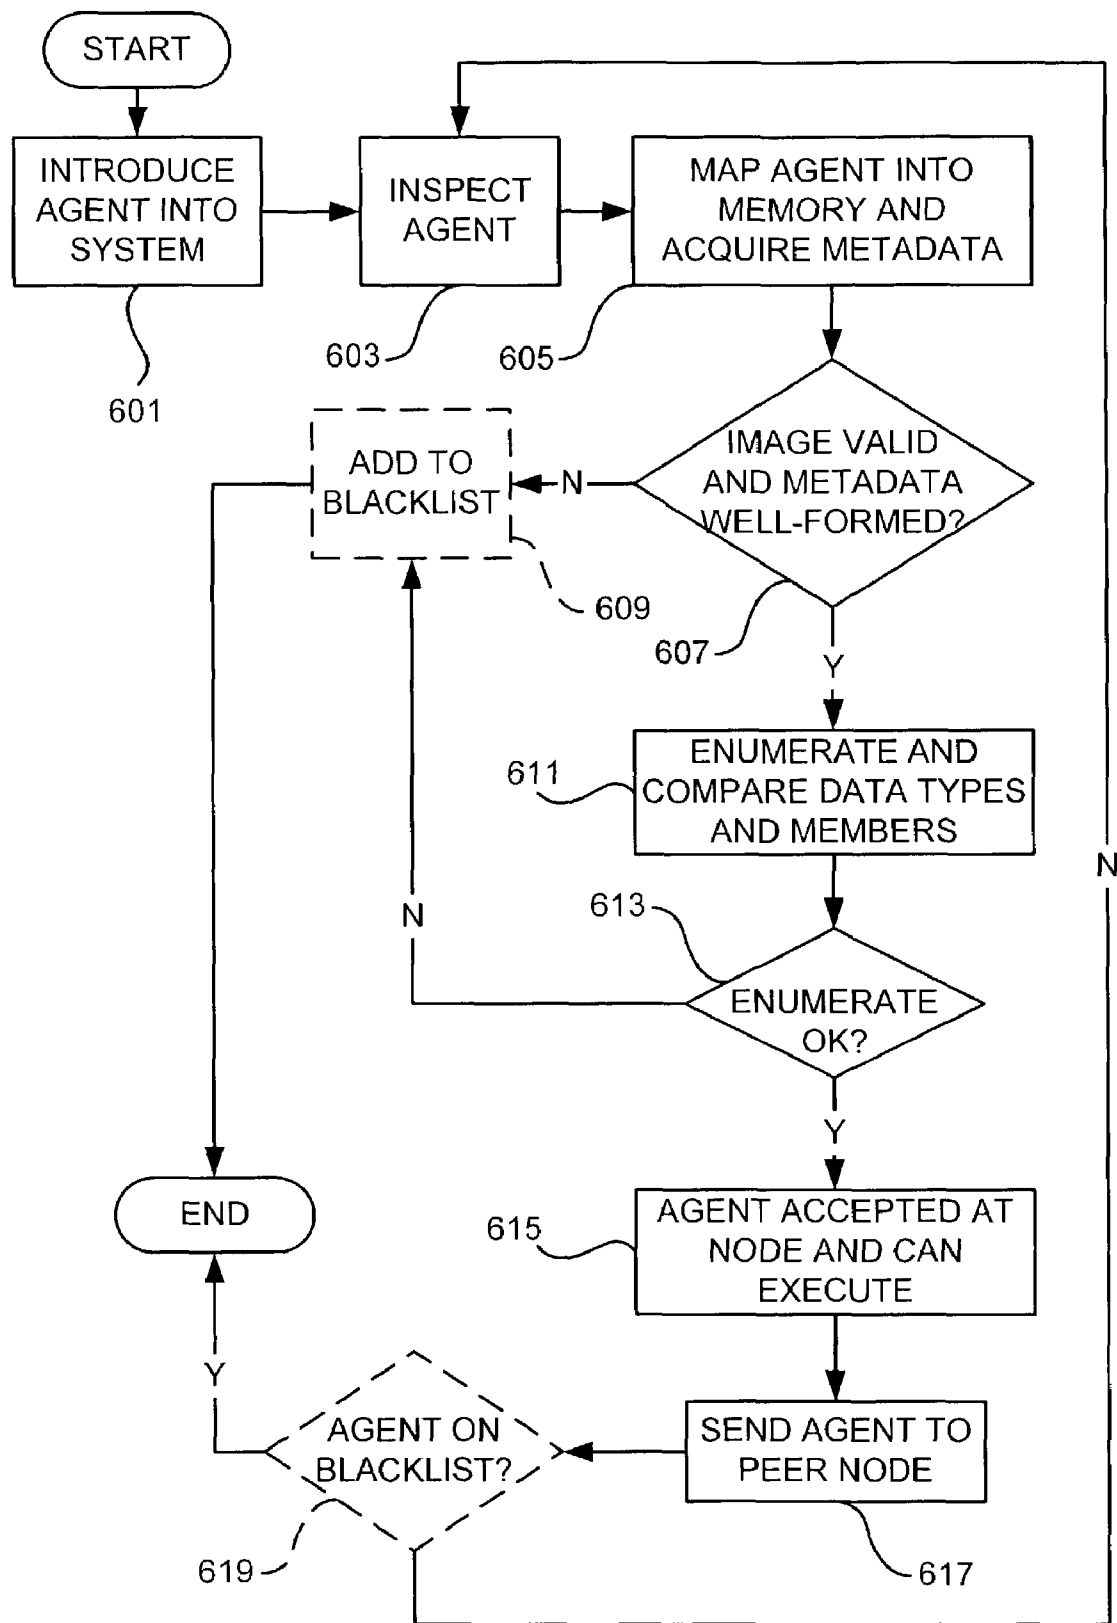 START
INTRODUCE
AGENT INTO
SYSTEM
601
INSPECT
AGENT
603
MAP AGENT INTO
MEMORY AND
ACQUIRE METADATA
605
IMAGE VALID
AND METADATA
WELL-FORMED?
607
N
ADD TO
BLACKLIST
609
Y
ENUMERATE AND
COMPARE DATA TYPES
AND MEMBERS
611
N
613
ENUMERATE
OK?
N
Y
AGENT ACCEPTED AT
NODE AND CAN
EXECUTE
615
END
SEND AGENT TO
PEER NODE
617
AGENT ON
BLACKLIST?
619
Y